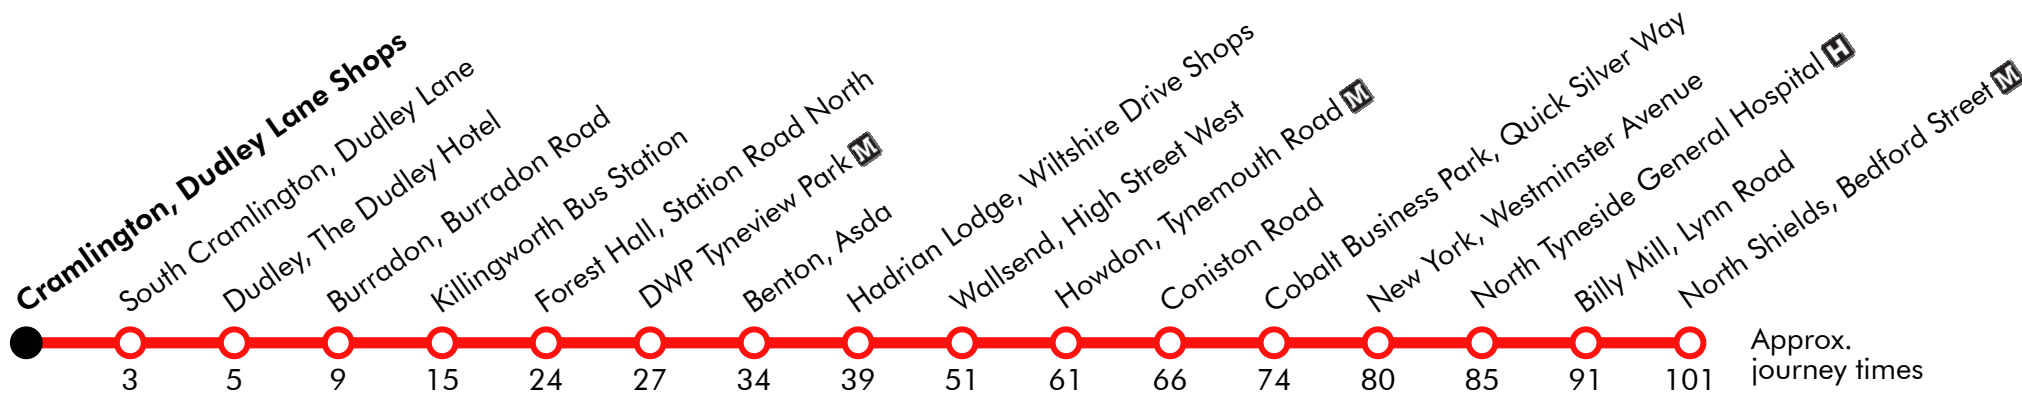 Cramlington, Dudley Lane Shops
South Cramlington, Dudley Lane
Dudley, The Dudley Hotel
Burradon, Burradon Road
Killingworth Bus Station
Forest Hall, Station Road North
DWP Tyneview Park M
Benton, Asda
Hadrian Lodge, Wiltshire Drive Shops
Wallsend, High Street West
Howdon, Tynemouth Road M
Coniston Road
Cobalt Business Park, Quick Silver Way
New York, Westminster Avenue
North Tyneside General Hospital H
Billy Mill, Lynn Road
North Shields, Bedford Street M
3 5 9 15 24 27 34 39 51 61 66 74 80 85 91 101
Approx.
journey times